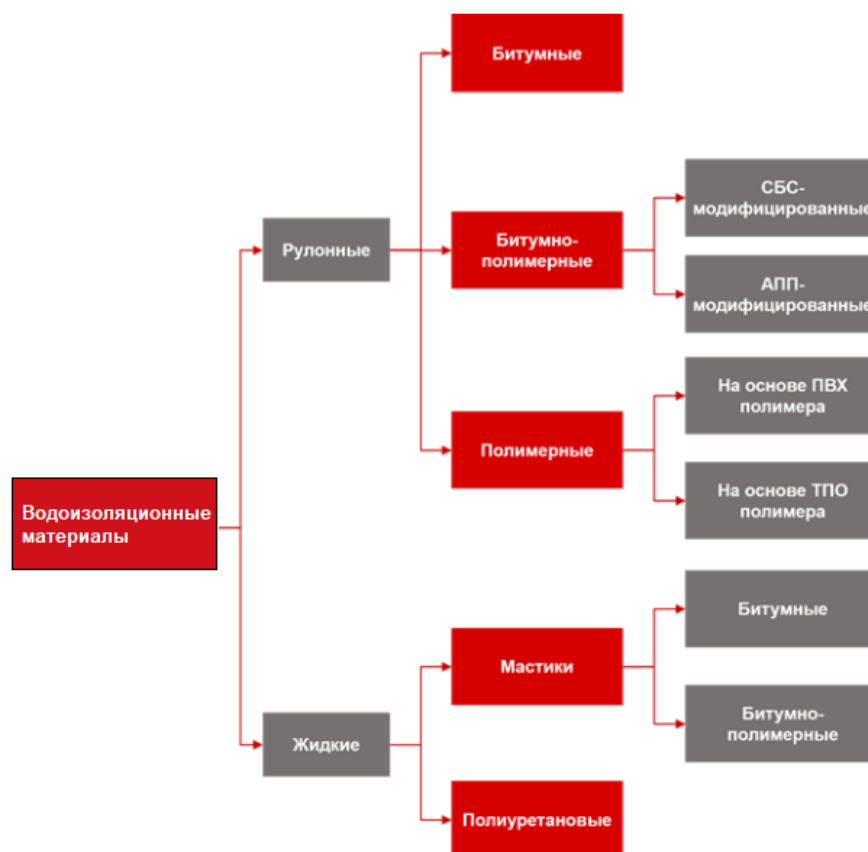 Битумные
СБС-
модифицированные
Рулонные
Битумно-
полимерные
АПП-
модифицированные
На основе ПВХ
полимера
Полимерные
На основе ТПО
полимера
Водоизоляционные
материалы
Битумные
Мастики
Битумно-
полимерные
Жидкие
Полиуретановые